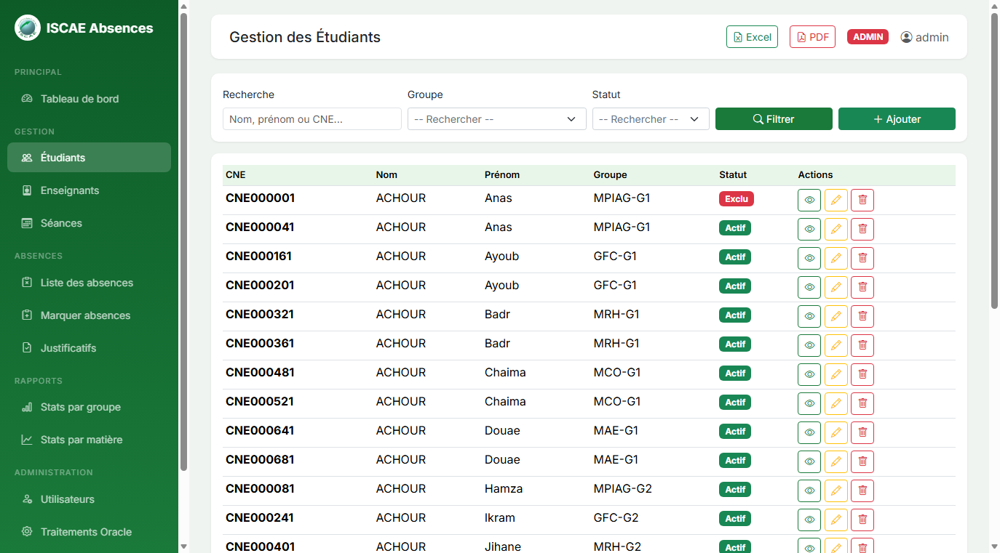 ISCAE Absences
PRINCIPAL
Tableau de bord
GESTION
Étudiants
Enseignants
Séances
ABSENCES
Liste des absences
Marquer absences
Justificatifs
RAPPORTS
Stats par groupe
Stats par matière
ADMINISTRATION
Utilisateurs
Traitements Oracle
Gestion des Étudiants
Excel PDF ADMIN admin
Recherche Groupe Statut
Nom, prénom ou CNE... -- Rechercher -- -- Rechercher -- Filtrer + Ajouter
CNE Nom Prénom Groupe Statut Actions
CNE000001 ACHOUR Anas MPIAG-G1 Exclu
CNE000041 ACHOUR Anas MPIAG-G1 Actif
CNE000161 ACHOUR Ayoub GFC-G1 Actif
CNE000201 ACHOUR Ayoub GFC-G1 Actif
CNE000321 ACHOUR Badr MRH-G1 Actif
CNE000361 ACHOUR Badr MRH-G1 Actif
CNE000481 ACHOUR Chaima MCO-G1 Actif
CNE000521 ACHOUR Chaima MCO-G1 Actif
CNE000641 ACHOUR Douae MAE-G1 Actif
CNE000681 ACHOUR Douae MAE-G1 Actif
CNE000081 ACHOUR Hamza MPIAG-G2 Actif
CNE000241 ACHOUR Ikram GFC-G2 Actif
CNE000401 ACHOUR Jihane MRH-G2 Actif